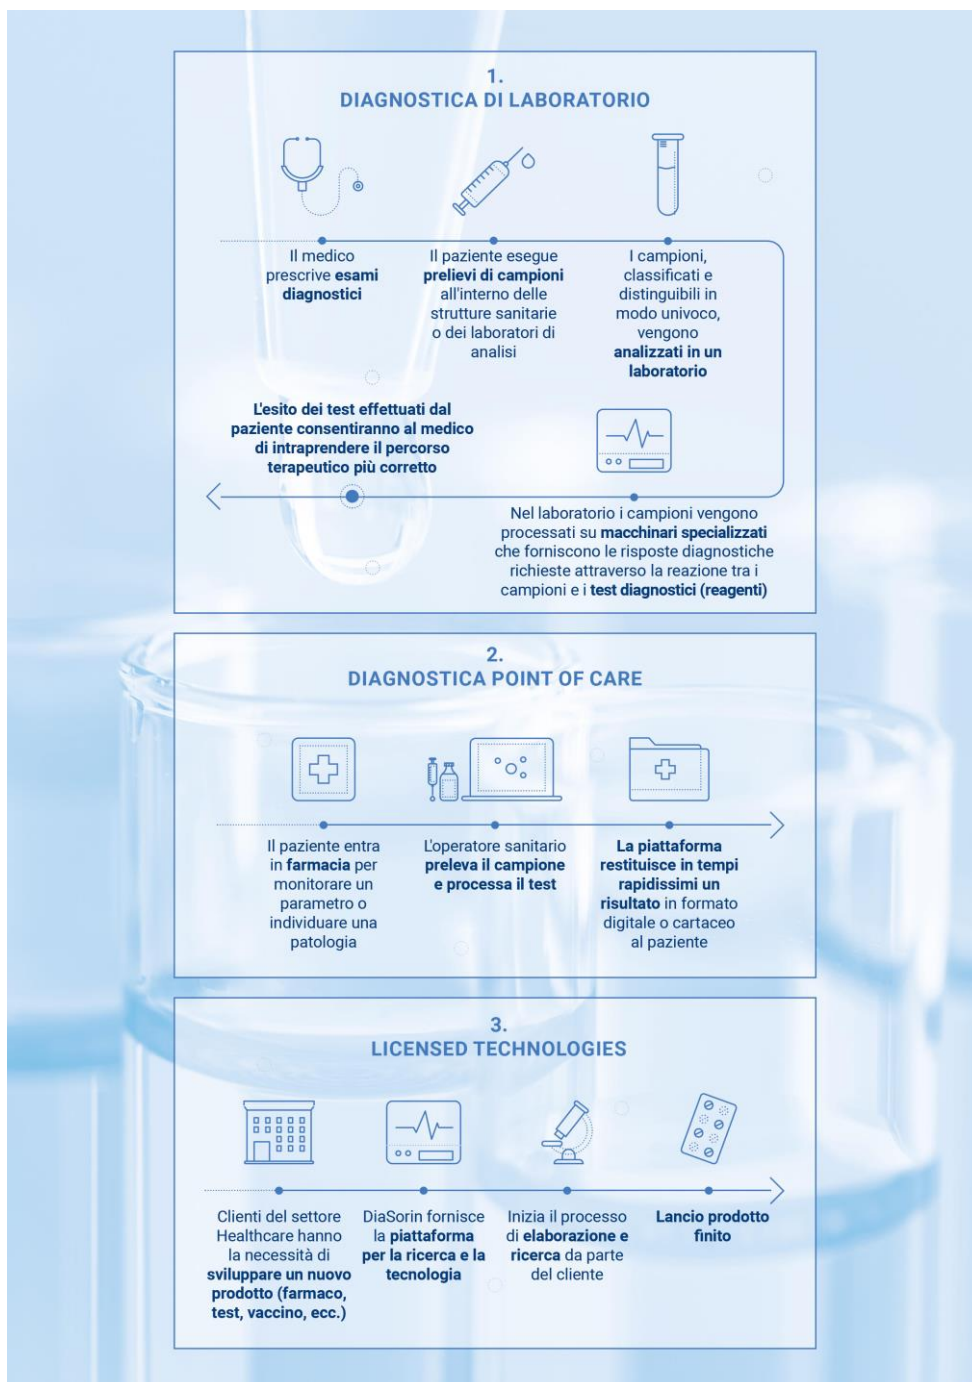 1.
DIAGNOSTICA DI LABORATORIO
Il medico
prescrive esami
diagnostici
Il paziente esegue
prelievi di campioni
all'interno delle
strutture sanitarie
o dei laboratori di
analisi
I campioni,
classificati e
distinguibili in
modo univoco,
vengono
analizzati in un
laboratorio
Nel laboratorio i campioni vengono
processati su macchinari specializzati
che forniscono le risposte diagnostiche
richieste attraverso la reazione tra i
campioni e i test diagnostici (reagenti)
L'esito dei test effettuati dal
paziente consentiranno al medico
di intraprendere il percorso
terapeutico più corretto
2.
DIAGNOSTICA POINT OF CARE
Il paziente entra
in farmacia per
monitorare un
parametro o
individuare una
patologia
L'operatore sanitario
preleva il campione
e processa il test
La piattaforma
restituisce in tempi
rapidissimi un
risultato in formato
digitale o cartaceo
al paziente
3.
LICENSED TECHNOLOGIES
Clienti del settore
Healthcare hanno
la necessità di
sviluppare un nuovo
prodotto (farmaco,
test, vaccino, ecc.)
DiaSorin fornisce
la piattaforma
per la ricerca e la
tecnologia
Inizia il processo
di elaborazione e
ricerca da parte
del cliente
Lancio prodotto
finito